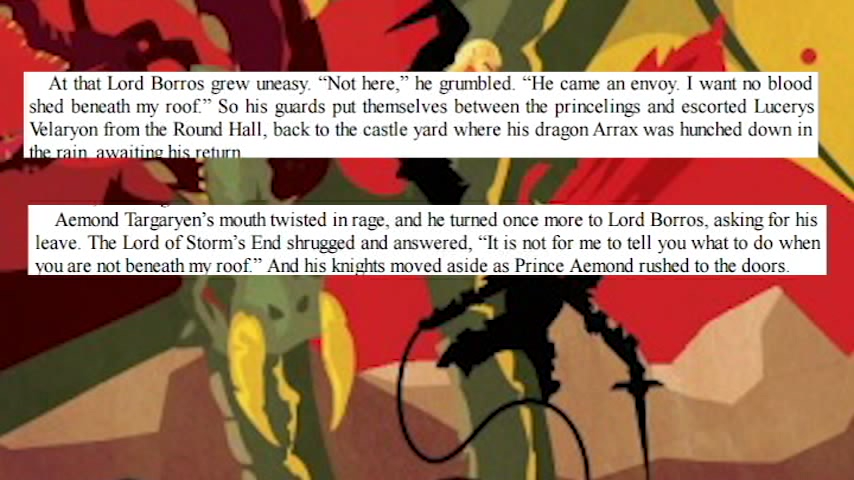 At that Lord Borros grew uneasy. “Not here,” he grumbled. “He came an envoy. I want no blood
shed beneath my roof.” So his guards put themselves between the princelings and escorted Lucerys
Velaryon from the Round Hall, back to the castle yard where his dragon Arrax was hunched down in
the rain, awaiting his return
Aemond Targaryen’s mouth twisted in rage, and he turned once more to Lord Borros, asking for his
leave. The Lord of Storm’s End shrugged and answered, “It is not for me to tell you what to do when
you are not beneath my roof.” And his knights moved aside as Prince Aemond rushed to the doors.